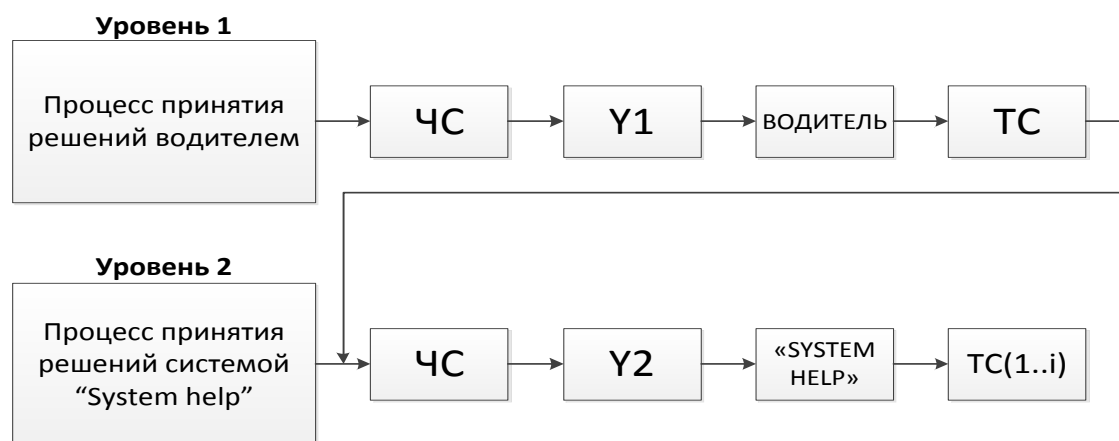 Уровень 1
Процесс принятия
решений водителем
ЧС
Y1
ВОДИТЕЛЬ
ТС
Уровень 2
Процесс принятия
решений системой
“System help”
ЧС
Y2
«SYSTEM
HELP»
ТС(1..i)